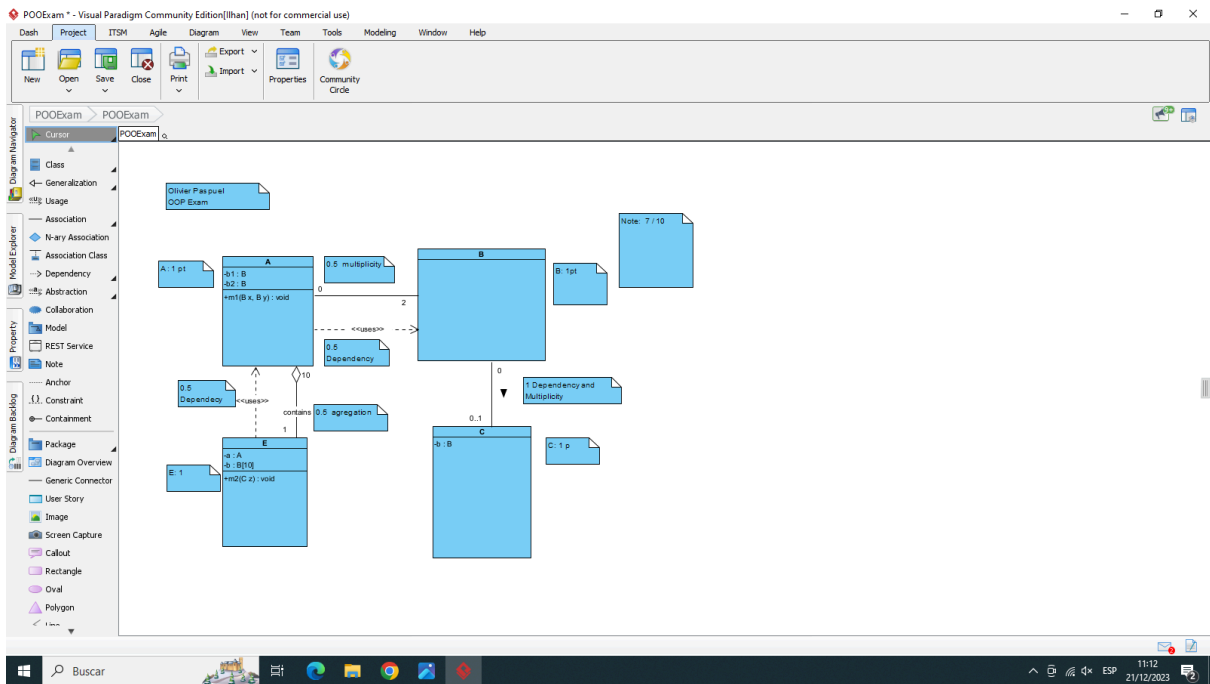 POOExam * - Visual Paradigm Community Edition[Ilhan] (not for commercial use)
Dash Project ITSM Agile Diagram View Team Tools Modeling Window Help
New Open Save Close Print Export Import Properties Community Circle
POOExam POOExam
Diagram Navigator
Model Explorer
Property
Diagram Backlog
Cursor
Class
Generalization
Usage
Association
N-ary Association
Association Class
Dependency
Abstraction
Collaboration
Model
REST Service
Note
Anchor
Constraint
Containment
Package
Diagram Overview
Generic Connector
User Story
Image
Screen Capture
Callout
Rectangle
Oval
Polygon
Line
POOExam
Olivier Paspuel
OOP Exam
Note: 7 / 10
A : 1 pt
A
-b1 : B
-b2 : B
+m1(B x, B y) : void
0.5 multiplicity
0
2
<<uses>>
0.5
Dependency
B
B: 1pt
0.5
Dependecy
<<uses>>
10
contains
1
0.5 agregation
0
0..1
1 Dependency and
Multiplicity
E: 1
E
-a : A
-b : B[10]
+m2(C z) : void
C
-b : B
C: 1 p
Buscar
ESP
11:12
21/12/2023
2